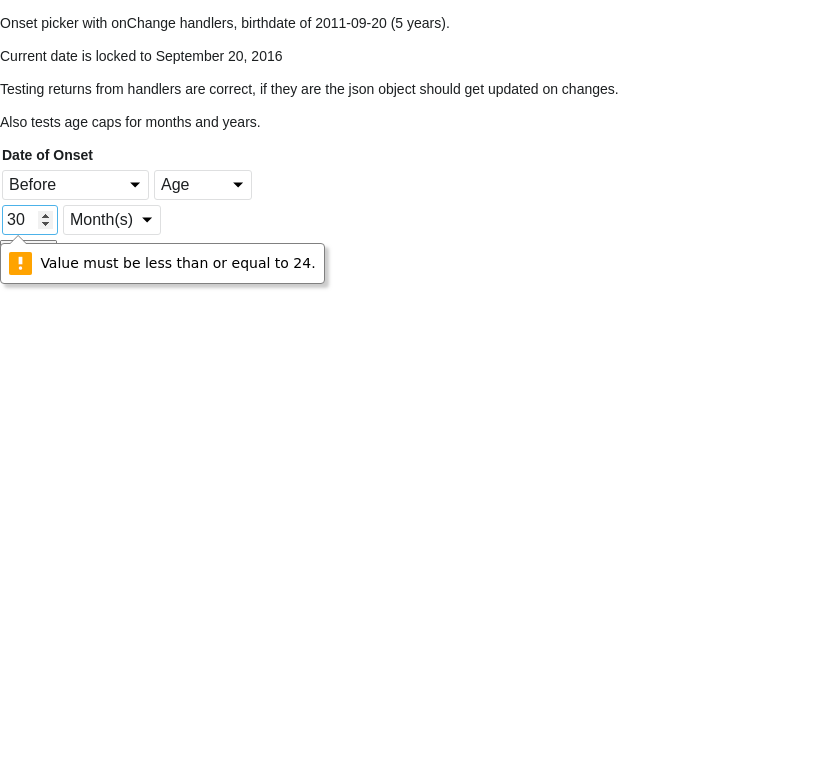 Onset picker with onChange handlers, birthdate of 2011-09-20 (5 years).
Current date is locked to September 20, 2016
Testing returns from handlers are correct, if they are the json object should get updated on changes.
Also tests age caps for months and years.
Date of Onset
Before Age
30 Month(s)
Value must be less than or equal to 24.